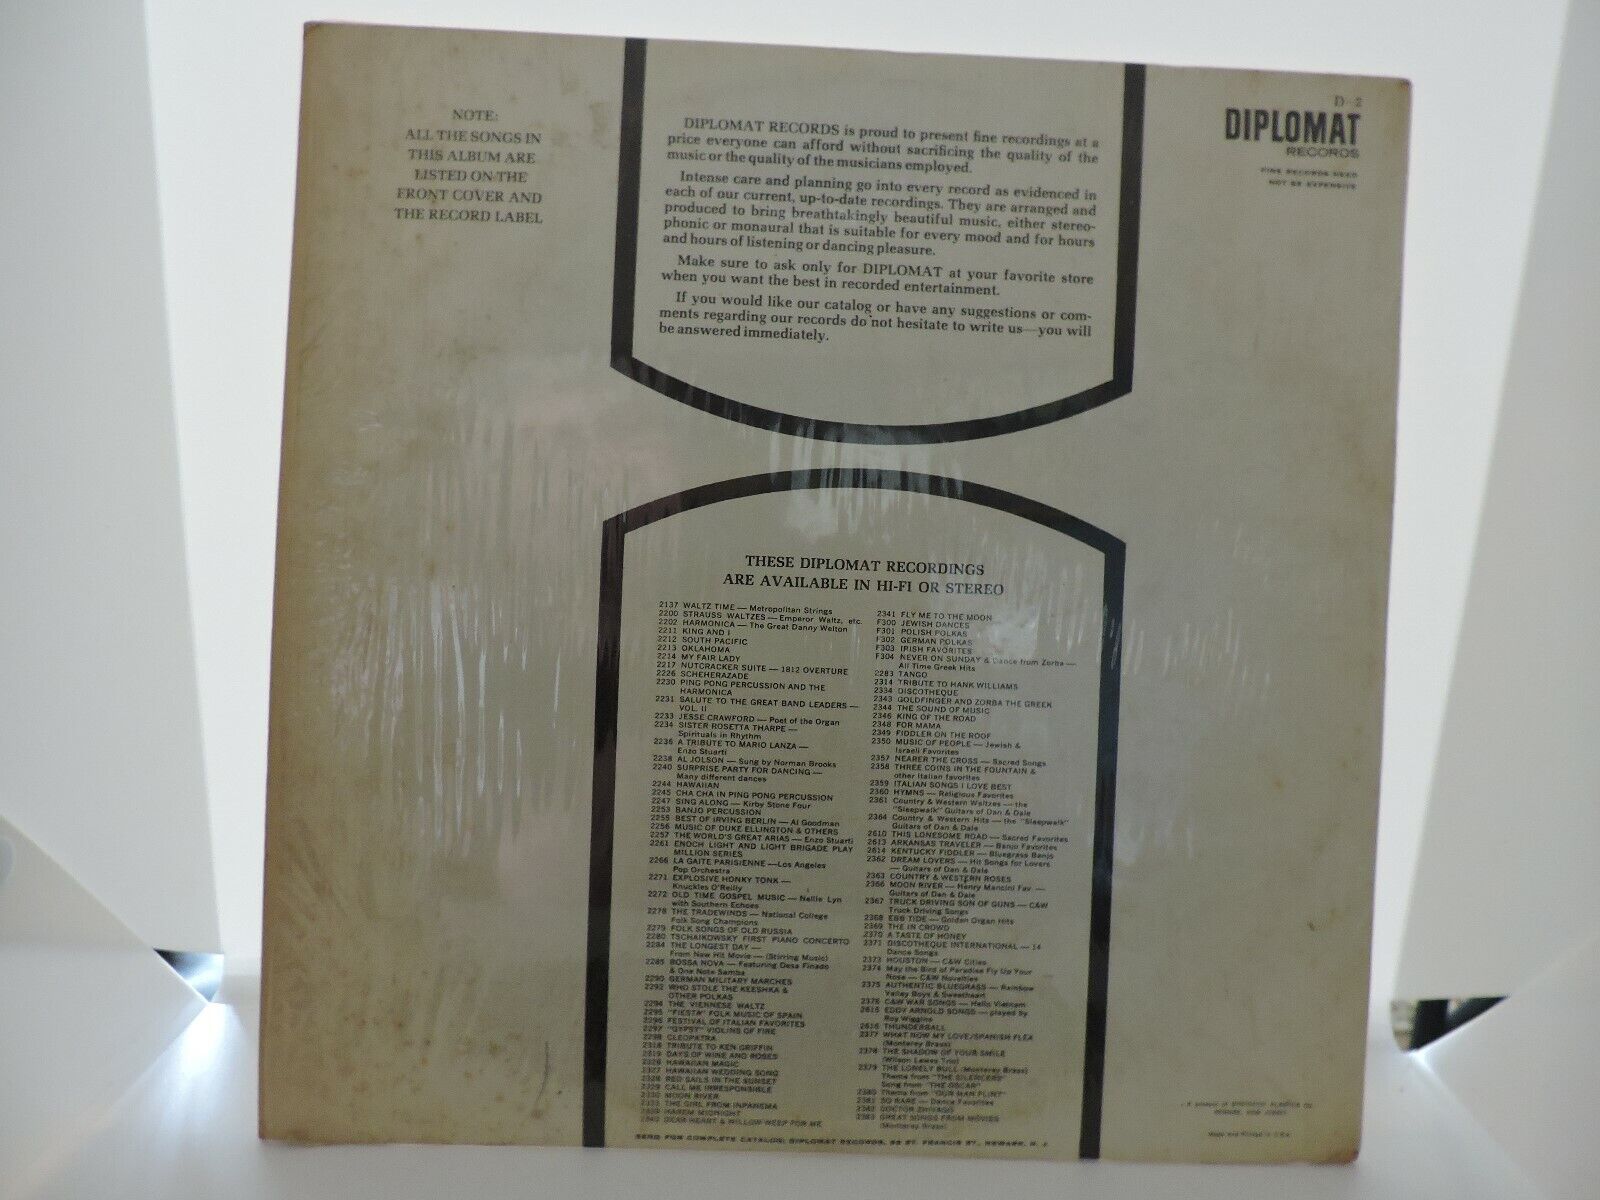 NOTE:
ALL THE SONGS IN
THIS ALBUM ARE
LISTED ON THE
FRONT COVER AND
THE RECORD LABEL
DIPLOMAT RECORDS is proud to present fine recordings at a
price everyone can afford without sacrificing the quality of the
music or the quality of the musicians employed.
Intense care and planning go into every record as evidenced in
each of our current, up-to-date recordings. They are arranged and
produced to bring breathtakingly beautiful music, either stereo-
phonic or monaural that is suitable for every mood and for hours
and hours of listening or dancing pleasure.
Make sure to ask only for DIPLOMAT at your favorite store
when you want the best in recorded entertainment.
If you would like our catalog or have any suggestions or com-
ments regarding our records do not hesitate to write us—you will
be answered immediately.
D-2
DIPLOMAT
RECORDS
FINE RECORDS NEED
NOT BE EXPENSIVE
THESE DIPLOMAT RECORDINGS
ARE AVAILABLE IN HI-FI OR STEREO
2137 WALTZ TIME — Metropolitan Strings
2200 STRAUSS WALTZES — Emperor Waltz, etc.
2202 HARMONICA — The Great Danny Welton
2211 KING AND I
2212 SOUTH PACIFIC
2213 OKLAHOMA
2214 MY FAIR LADY
2217 NUTCRACKER SUITE — 1812 OVERTURE
2226 SCHEHERAZADE
2230 PING PONG PERCUSSION AND THE
HARMONICA
2231 SALUTE TO THE GREAT BAND LEADERS —
VOL. II
2233 JESSE CRAWFORD — Poet of the Organ
2234 SISTER ROSETTA THARPE —
Spirituals in Rhythm
2236 A TRIBUTE TO MARIO LANZA —
Enzo Stuarti
2238 AL JOLSON — Sung by Norman Brooks
2240 SURPRISE PARTY FOR DANCING —
Many different dances
2244 HAWAIIAN
2245 CHA CHA IN PING PONG PERCUSSION
2247 SING ALONG — Kirby Stone Four
2253 BANJO PERCUSSION
2255 BEST OF IRVING BERLIN — Al Goodman
2256 MUSIC OF DUKE ELLINGTON & OTHERS
2257 THE WORLD'S GREAT ARIAS — Enzo Stuarti
2261 ENOCH LIGHT AND LIGHT BRIGADE PLAY
MILLION SERIES
2266 LA GAITE PARISIENNE —Los Angeles
Pop Orchestra
2271 EXPLOSIVE HONKY TONK —
Knuckles O'Reilly
2272 OLD TIME GOSPEL MUSIC — Nellie Lyn
with Southern Echoes
2278 THE TRADEWINDS — National College
Folk Song Champions
2279 FOLK SONGS OF OLD RUSSIA
2280 TSCHAIKOWSKY FIRST PIANO CONCERTO
2284 THE LONGEST DAY —
From New Hit Movie — (Stirring Music)
2285 BOSSA NOVA — Featuring Desa Finado
& One Note Samba
2290 GERMAN MILITARY MARCHES
2292 WHO STOLE THE KEESHKA &
OTHER POLKAS
2294 THE VIENNESE WALTZ
2295 "FIESTA" FOLK MUSIC OF SPAIN
2296 FESTIVAL OF ITALIAN FAVORITES
2297 "GYPSY" VIOLINS OF FIRE
2298 CLEOPATRA
2318 TRIBUTE TO KEN GRIFFIN
2319 DAYS OF WINE AND ROSES
HAWAIIAN MAGIC
2327 HAWAIIAN WEDDING SONG
2328 RED SAILS IN THE SUNSET
2329 CALL ME IRRESPONSIBLE
2330 MOON RIVER
THE GIRL FROM IPANEMA
HAREM MIDNIGHT
DEAR HEART & WILLOW WEEP FOR ME
2341 FLY ME TO THE MOON
F300 JEWISH DANCES
F301 POLISH POLKAS
F302 GERMAN POLKAS
F303 IRISH FAVORITES
F304 NEVER ON SUNDAY & Dance from Zorba —
All Time Greek Hits
2283 TANGO
2314 TRIBUTE TO HANK WILLIAMS
2334 DISCOTHEQUE
2343 GOLDFINGER AND ZORBA THE GREEK
2344 THE SOUND OF MUSIC
2346 KING OF THE ROAD
2348 FOR MAMA
2349 FIDDLER ON THE ROOF
2350 MUSIC OF PEOPLE — Jewish &
Israeli Favorites
2357 NEARER THE CROSS — Sacred Songs
2358 THREE COINS IN THE FOUNTAIN &
other Italian favorites
2359 ITALIAN SONGS I LOVE BEST
2360 HYMNS — Religious Favorites
2361 Country & Western Waltzes — the
"Sleepwalk" Guitars of Dan & Dale
2364 Country & Western Hits — the "Sleepwalk"
Guitars of Dan & Dale
2610 THIS LONESOME ROAD — Sacred Favorites
2613 ARKANSAS TRAVELER — Banjo Favorites
2614 KENTUCKY FIDDLER — Bluegrass Banjo
2362 DREAM LOVERS — Hit Songs for Lovers
— Guitars of Dan & Dale
2363 COUNTRY & WESTERN ROSES
2366 MOON RIVER — Henry Mancini Fav. —
Guitars of Dan & Dale
2367 TRUCK DRIVING SON OF GUNS — C&W
Truck Driving Songs
2368 EBB TIDE — Golden Organ Hits
2369 THE IN CROWD
2370 A TASTE OF HONEY
2371 DISCOTHEQUE INTERNATIONAL — 14
Dance Songs
2373 HOUSTON — C&W Cities
2374 May the Bird of Paradise Fly Up Your
Nose — C&W Novelties
2375 AUTHENTIC BLUEGRASS — Rainbow
Valley Boys & Sweetheart
2376 C&W WAR SONGS — Hello Vietnam
2615 EDDY ARNOLD SONGS — played by
Roy Wiggins
2616 THUNDERBALL
2377 WHAT NOW MY LOVE/SPANISH FLEA
(Monterey Brass)
2378 THE SHADOW OF YOUR SMILE
(Wilson Lewes Trio)
2379 THE LONELY BULL (Monterey Brass)
Theme from "THE SILENCERS"
Song from "THE OSCAR"
2380 Theme from "OUR MAN FLINT"
2381 SO RARE — Dance Favorites
2382 DOCTOR ZHIVAGO
2383 GREAT SONGS FROM MOVIES
(Monterey Brass)
SEND FOR COMPLETE CATALOG: DIPLOMAT RECORDS, ST. FRANCIS ST., NEWARK, N. J.
Made and Printed in U.S.A.